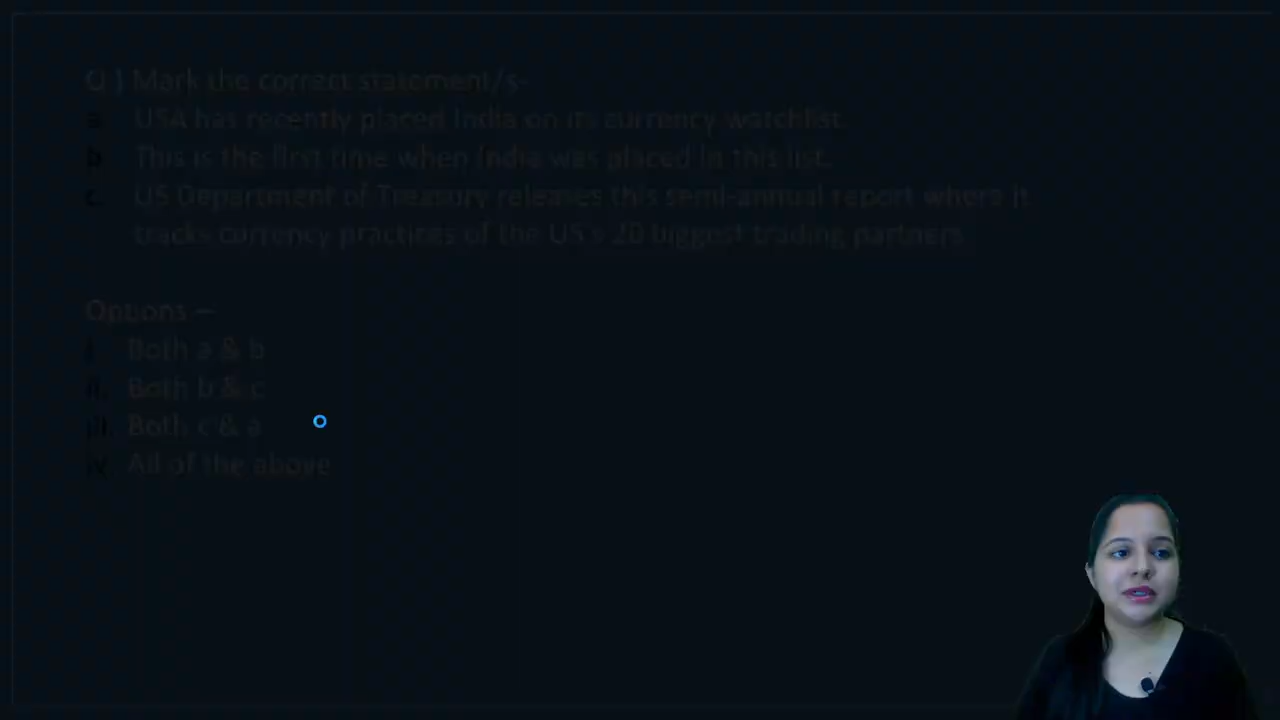 Q ) Mark the correct statement/s-
a. USA has recently placed India on its currency watchlist.
b. This is the first time when India was placed in this list.
c. US Department of Treasury releases this semi-annual report where it
tracks currency practices of the US's 20 biggest trading partners.
Options –
i. Both a & b
ii. Both b & c
iii. Both c & a
iv. All of the above